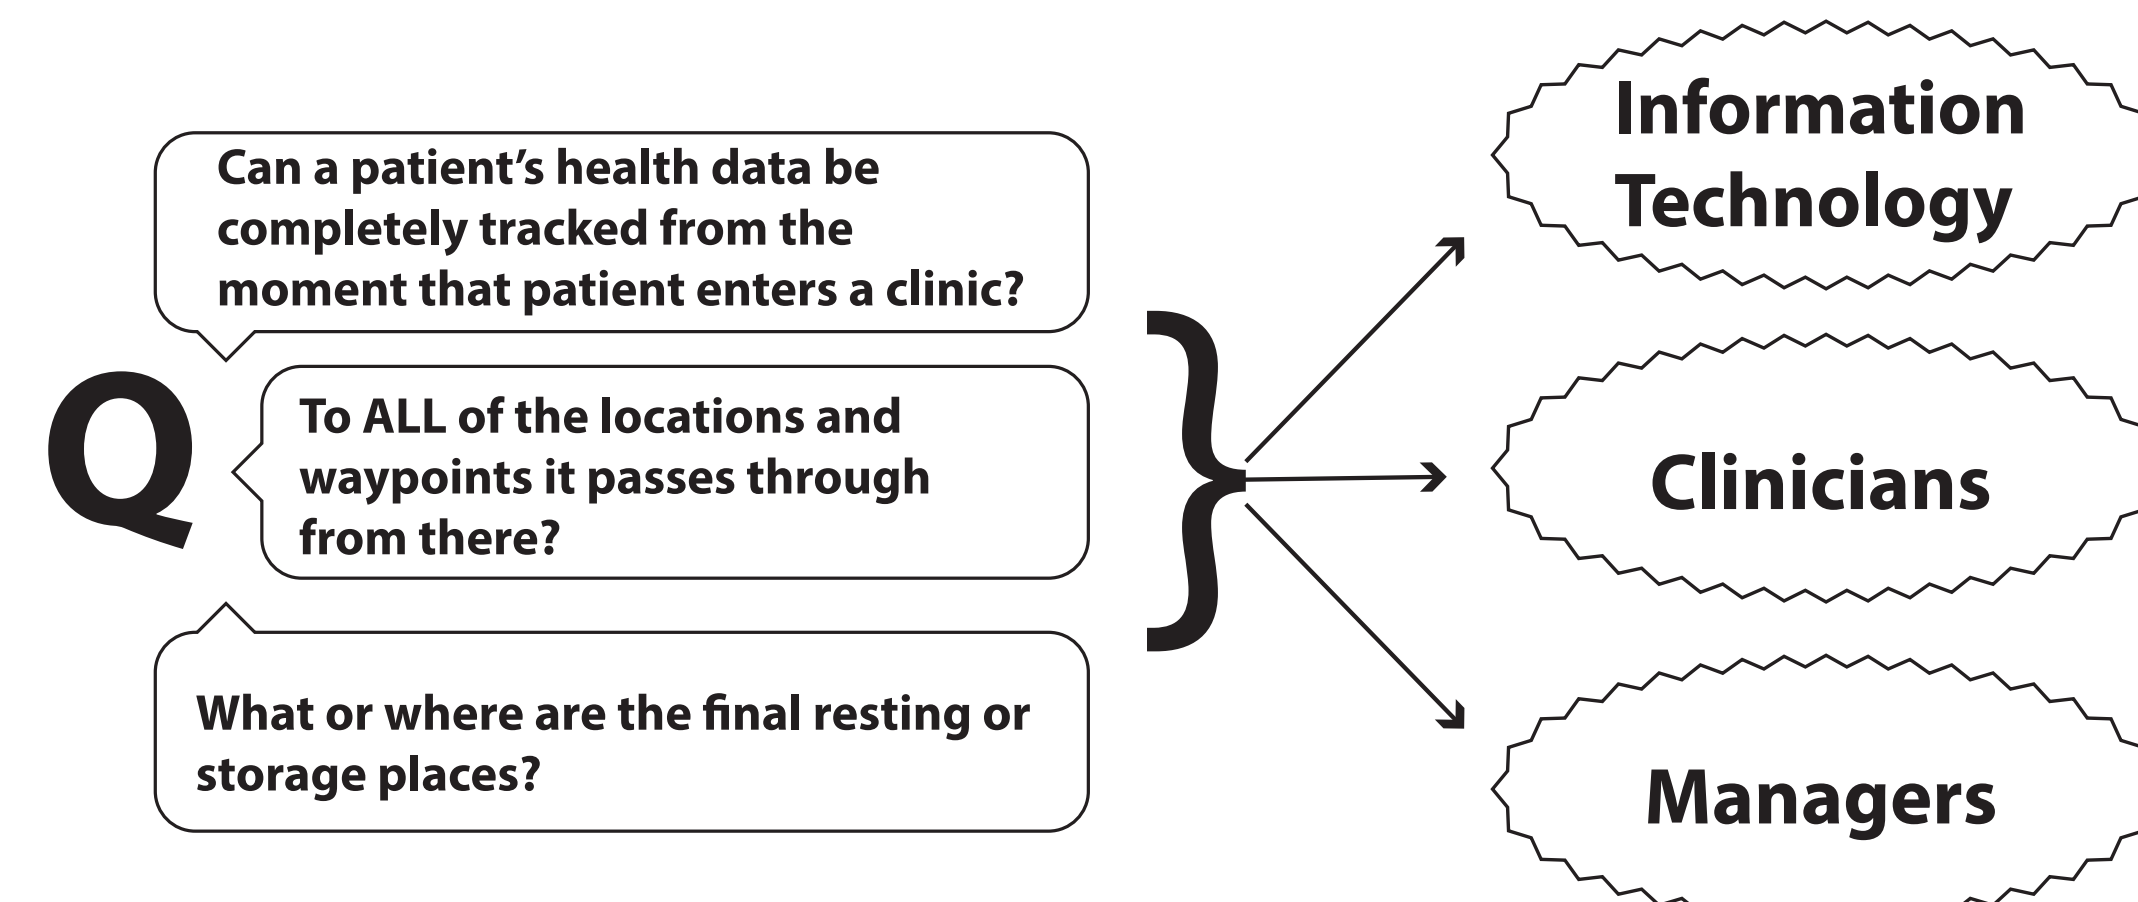 Can a patient’s health data be
completely tracked from the
moment that patient enters a clinic?
Q
To ALL of the locations and
waypoints it passes through
from there?
What or where are the final resting or
storage places?
}
Information
Technology
Clinicians
Managers